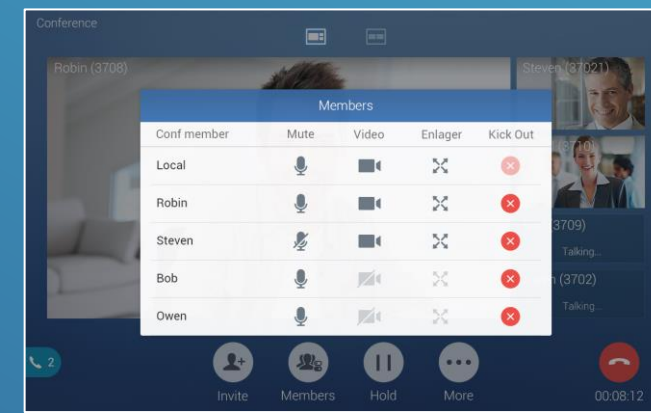 Conference
Robin (3708)
Steven (37021)
Members
Conf member Mute Video Enlager Kick Out
Local
Robin
Steven
Bob
Owen
(3710)
3709)
Talking...
(3702)
Talking...
2
Invite Members Hold More 00:08:12